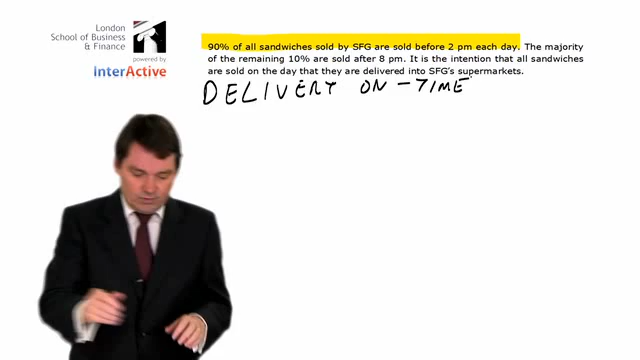 London
School of Business
& Finance
powered by
InterActive
90% of all sandwiches sold by SFG are sold before 2 pm each day. The majority
of the remaining 10% are sold after 8 pm. It is the intention that all sandwiches
are sold on the day that they are delivered into SFG's supermarkets.
DELIVERY ON-TIME